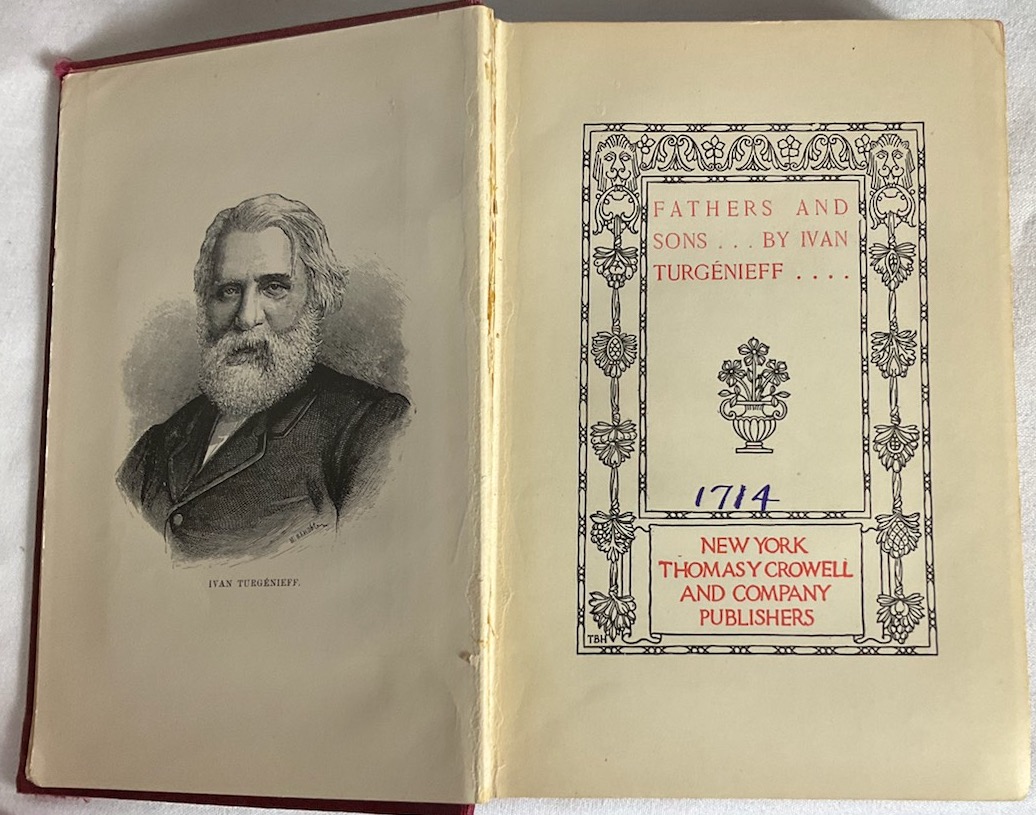 IVAN TURGÉNIEFF.
FATHERS AND
SONS ... BY IVAN
TURGÉNIEFF ....
1714
NEW YORK
THOMAS Y CROWELL
AND COMPANY
PUBLISHERS
TBH